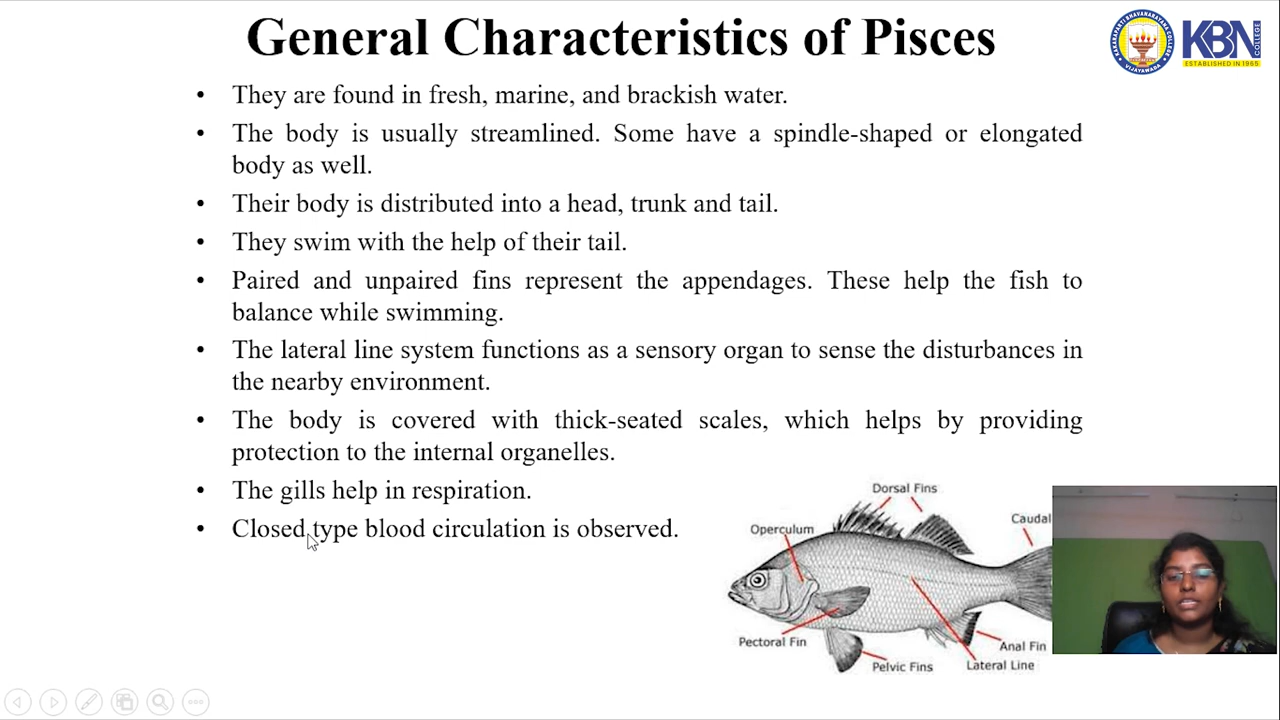 General Characteristics of Pisces
KAKARAPARTI BHAVANARAYANA COLLEGE
VIJAYAWADA
KBN
COLLEGE
ESTABLISHED IN 1965
• They are found in fresh, marine, and brackish water.
• The body is usually streamlined. Some have a spindle-shaped or elongated
body as well.
• Their body is distributed into a head, trunk and tail.
• They swim with the help of their tail.
• Paired and unpaired fins represent the appendages. These help the fish to
balance while swimming.
• The lateral line system functions as a sensory organ to sense the disturbances in
the nearby environment.
• The body is covered with thick-seated scales, which helps by providing
protection to the internal organelles.
• The gills help in respiration.
• Closed type blood circulation is observed.
Dorsal Fins
Operculum
Caudal
Pectoral Fin
Pelvic Fins
Anal Fin
Lateral Line